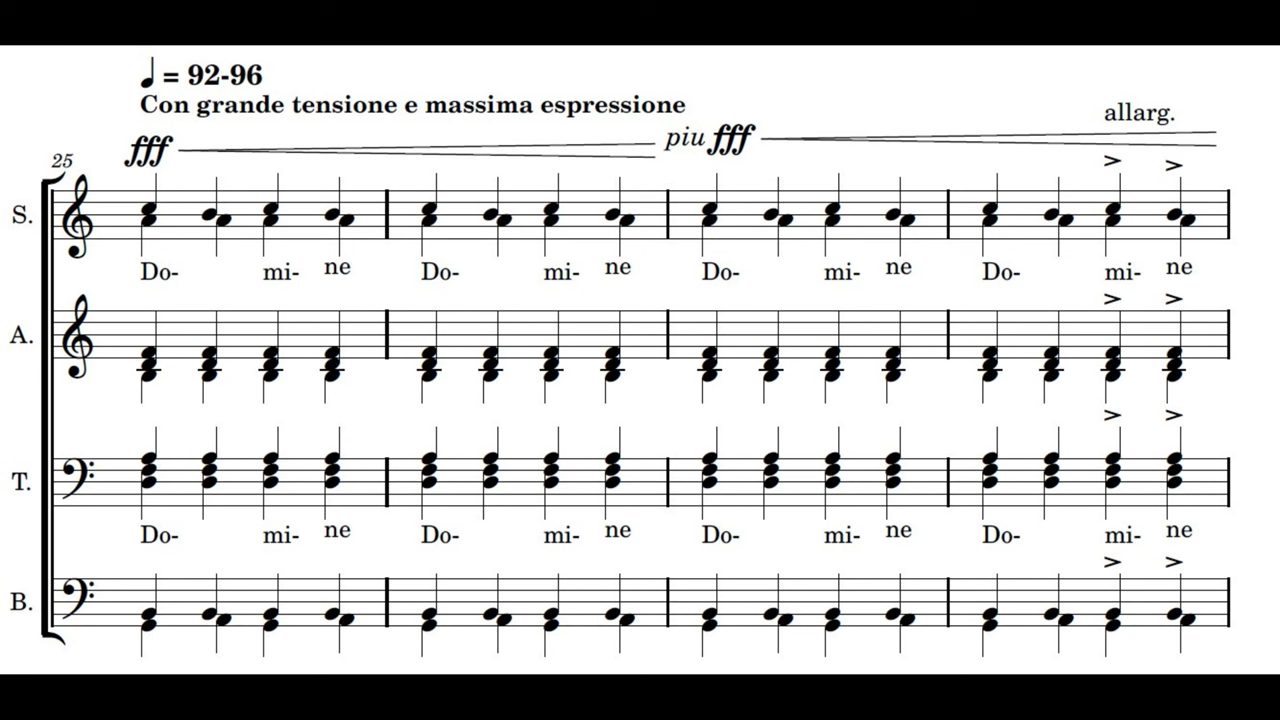 ♩ = 92-96
Con grande tensione e massima espressione
allarg.
fff piu fff
25
S.
Do- mi- ne Do- mi- ne Do- mi- ne Do- mi- ne
A.
T.
Do- mi- ne Do- mi- ne Do- mi- ne Do- mi- ne
B.